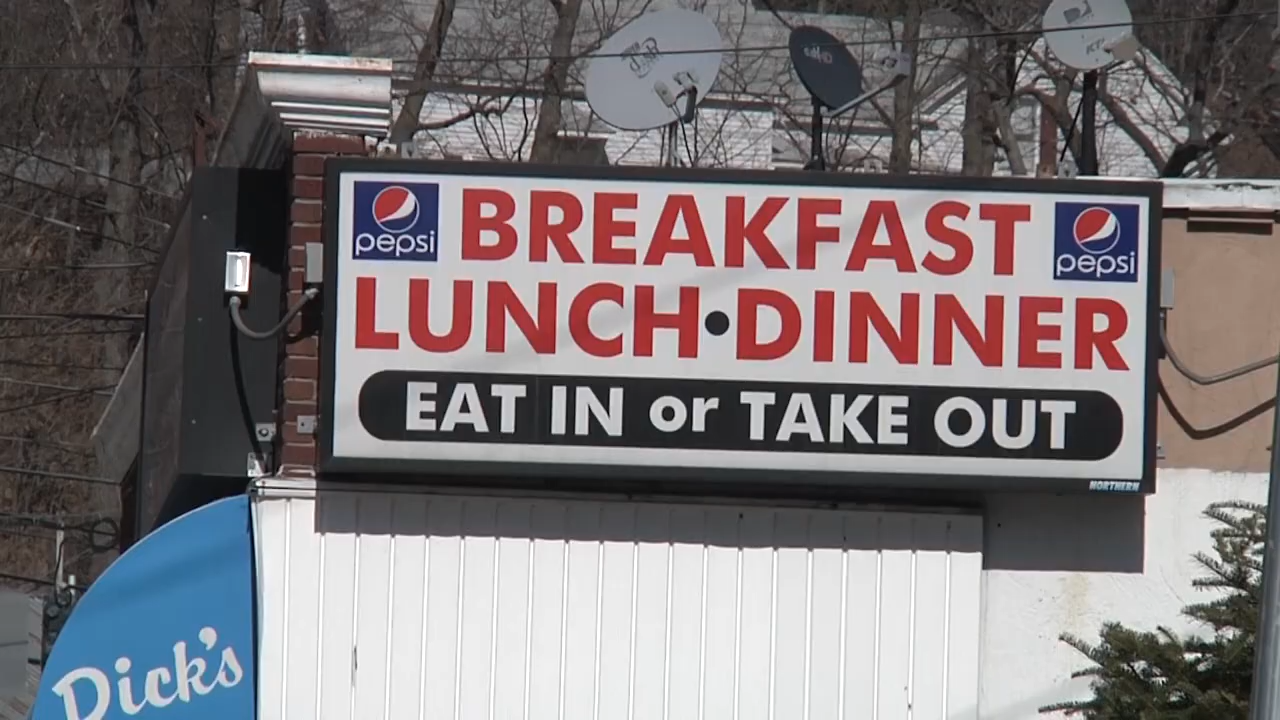 pepsi BREAKFAST pepsi
LUNCH•DINNER
EAT IN or TAKE OUT
NORTHERN
Dick's